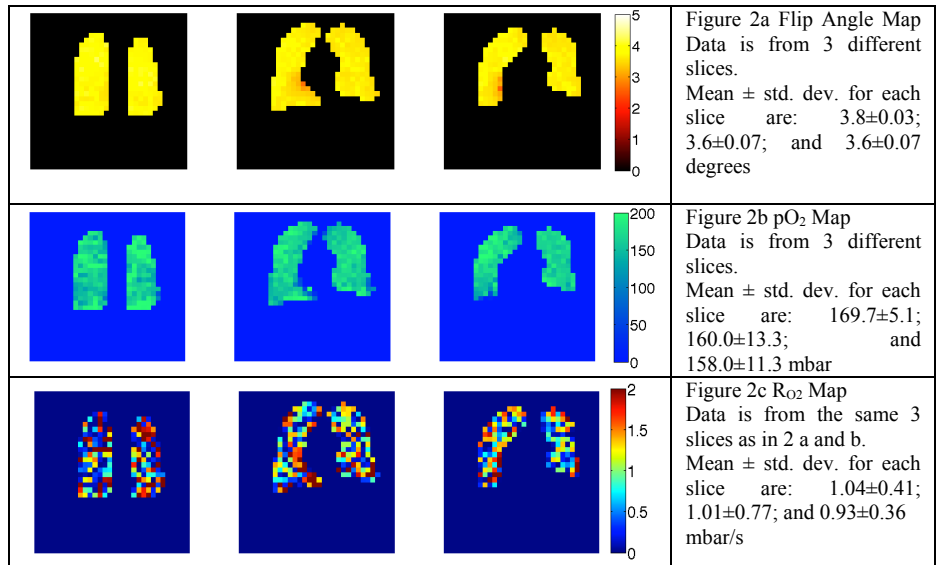 5
4
3
2
1
0
Figure 2a Flip Angle Map
Data is from 3 different
slices.
Mean ± std. dev. for each
slice are: 3.8±0.03;
3.6±0.07; and 3.6±0.07
degrees
200
150
100
50
0
Figure 2b pO₂ Map
Data is from 3 different
slices.
Mean ± std. dev. for each
slice are: 169.7±5.1;
160.0±13.3; and
158.0±11.3 mbar
2
1.5
1
0.5
0
Figure 2c R_O2 Map
Data is from the same 3
slices as in 2 a and b.
Mean ± std. dev. for each
slice are: 1.04±0.41;
1.01±0.77; and 0.93±0.36
mbar/s